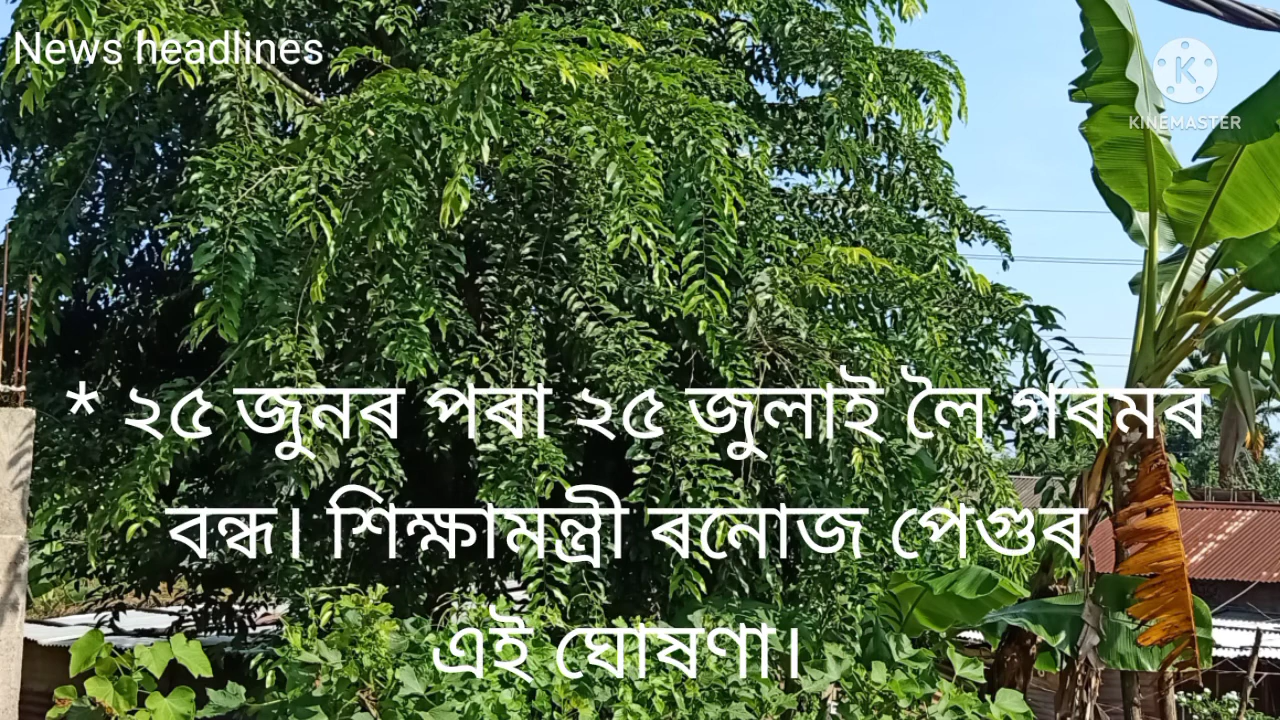 News headlines
KINEMASTER
* ২৫ জুনৰ পৰা ২৫ জুলাই লৈ গৰমৰ
বন্ধ। শিক্ষামন্ত্ৰী ৰনোজ পেগুৰ
এই ঘোষণা।